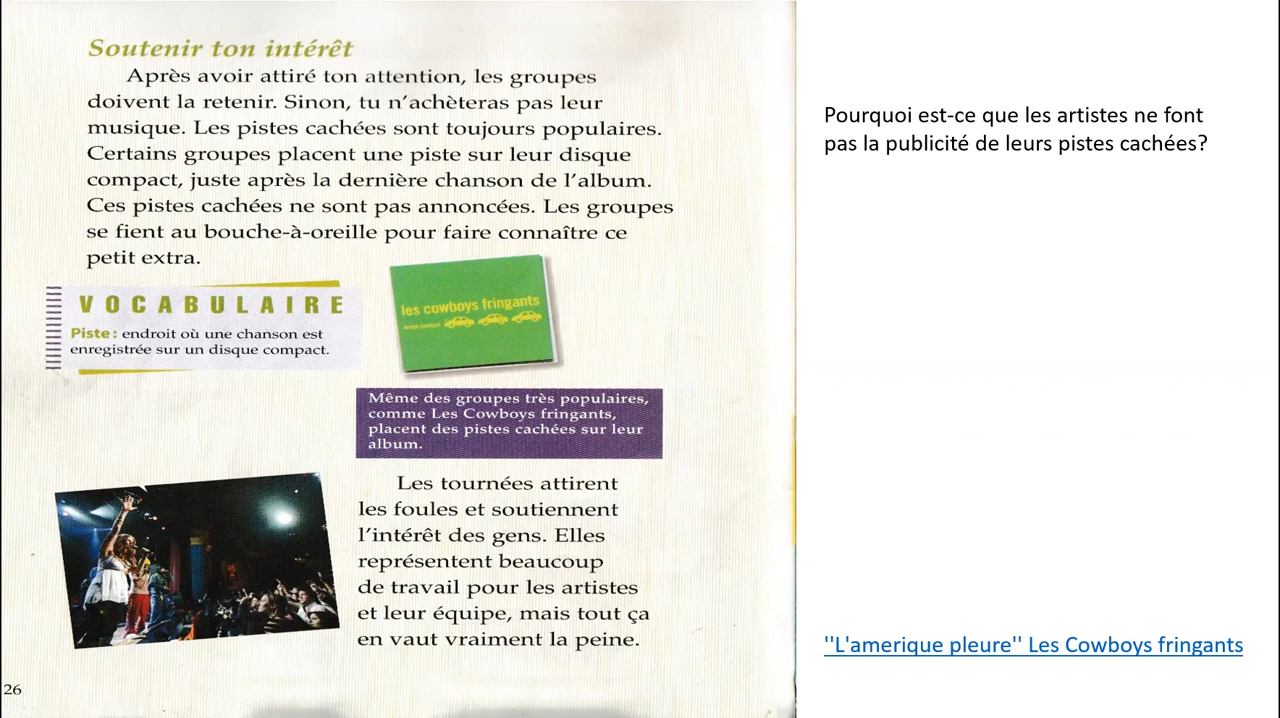 Soutenir ton intérêt
Après avoir attiré ton attention, les groupes
doivent la retenir. Sinon, tu n'achèteras pas leur
musique. Les pistes cachées sont toujours populaires.
Certains groupes placent une piste sur leur disque
compact, juste après la dernière chanson de l'album.
Ces pistes cachées ne sont pas annoncées. Les groupes
se fient au bouche-à-oreille pour faire connaître ce
petit extra.
VOCABULAIRE
Piste : endroit où une chanson est
enregistrée sur un disque compact.
les cowboys fringants
Même des groupes très populaires,
comme Les Cowboys fringants,
placent des pistes cachées sur leur
album.
Les tournées attirent
les foules et soutiennent
l'intérêt des gens. Elles
représentent beaucoup
de travail pour les artistes
et leur équipe, mais tout ça
en vaut vraiment la peine.
26
Pourquoi est-ce que les artistes ne font
pas la publicité de leurs pistes cachées?
''L'amerique pleure'' Les Cowboys fringants